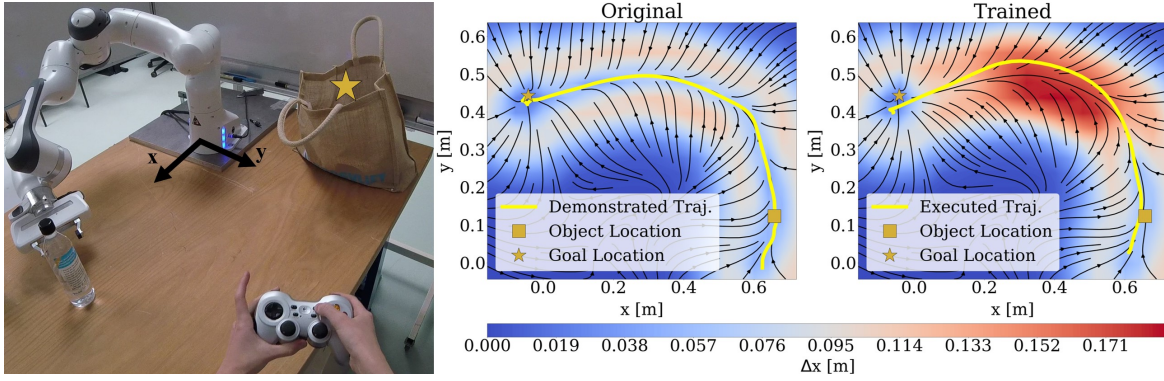 x
y
Original
y [m]
0.6
0.5
0.4
0.3
0.2
0.1
0.0
Demonstrated Traj.
Object Location
Goal Location
0.0 0.2 0.4 0.6
x [m]
Trained
y [m]
0.6
0.5
0.4
0.3
0.2
0.1
0.0
Executed Traj.
Object Location
Goal Location
0.0 0.2 0.4 0.6
x [m]
0.000 0.019 0.038 0.057 0.076 0.095 0.114 0.133 0.152 0.171
Δx [m]